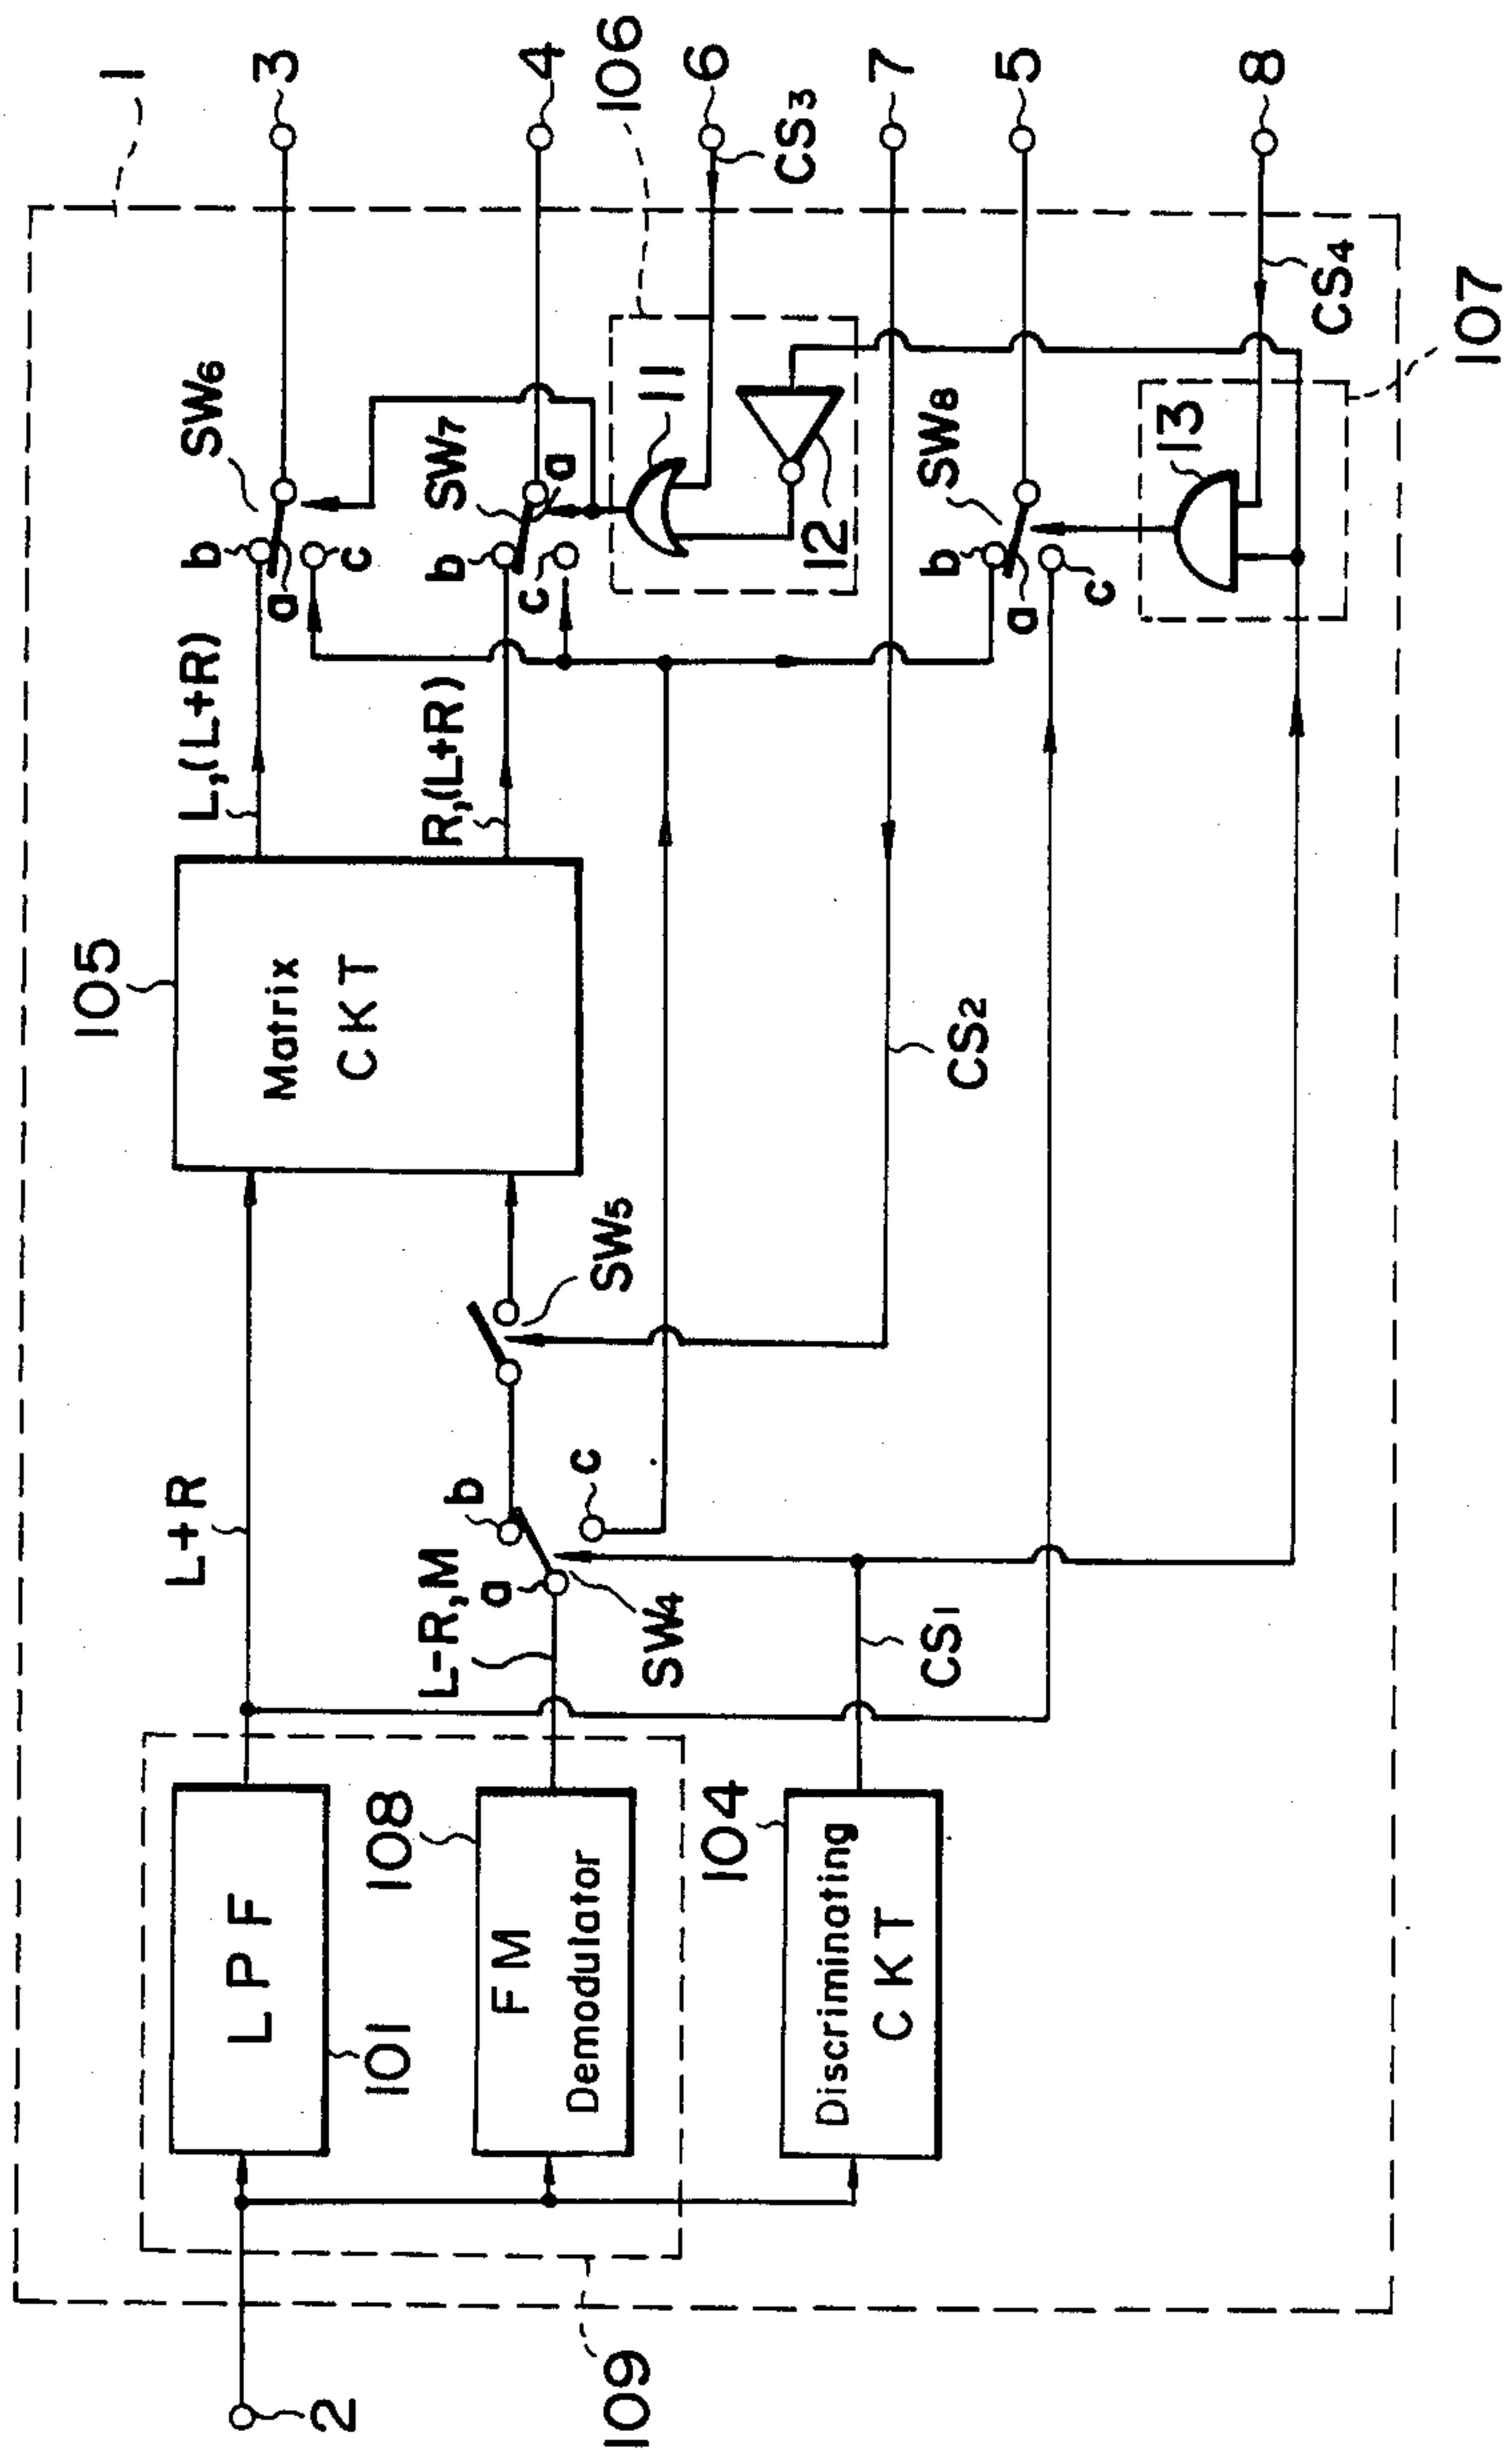 1
2
109
LPF
101
FM
Demodulator
108
Discriminating
CKT
104
L+R
L-R,M
a
b
c
SW4
CS1
SW5
Matrix
CKT
105
CS2
L,(L+R)
R,(L+R)
b
a
c
SW6
b
c
a
SW7
11
12
106
b
a
c
SW8
13
107
CS3
CS4
3
4
6
7
5
8